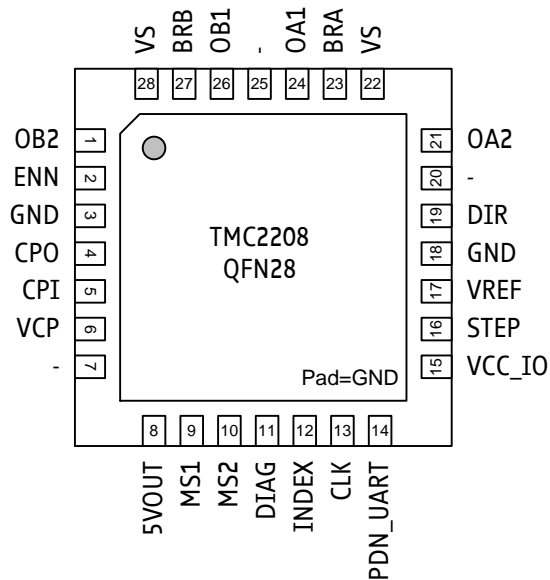 VS
BRB
OB1
-
OA1
BRA
VS
28
27
26
25
24
23
22
OB2 1
ENN 2
GND 3
CPO 4
CPI 5
VCP 6
- 7
TMC2208
QFN28
Pad=GND
21 OA2
20 -
19 DIR
18 GND
17 VREF
16 STEP
15 VCC_IO
8
9
10
11
12
13
14
5VOUT
MS1
MS2
DIAG
INDEX
CLK
PDN_UART